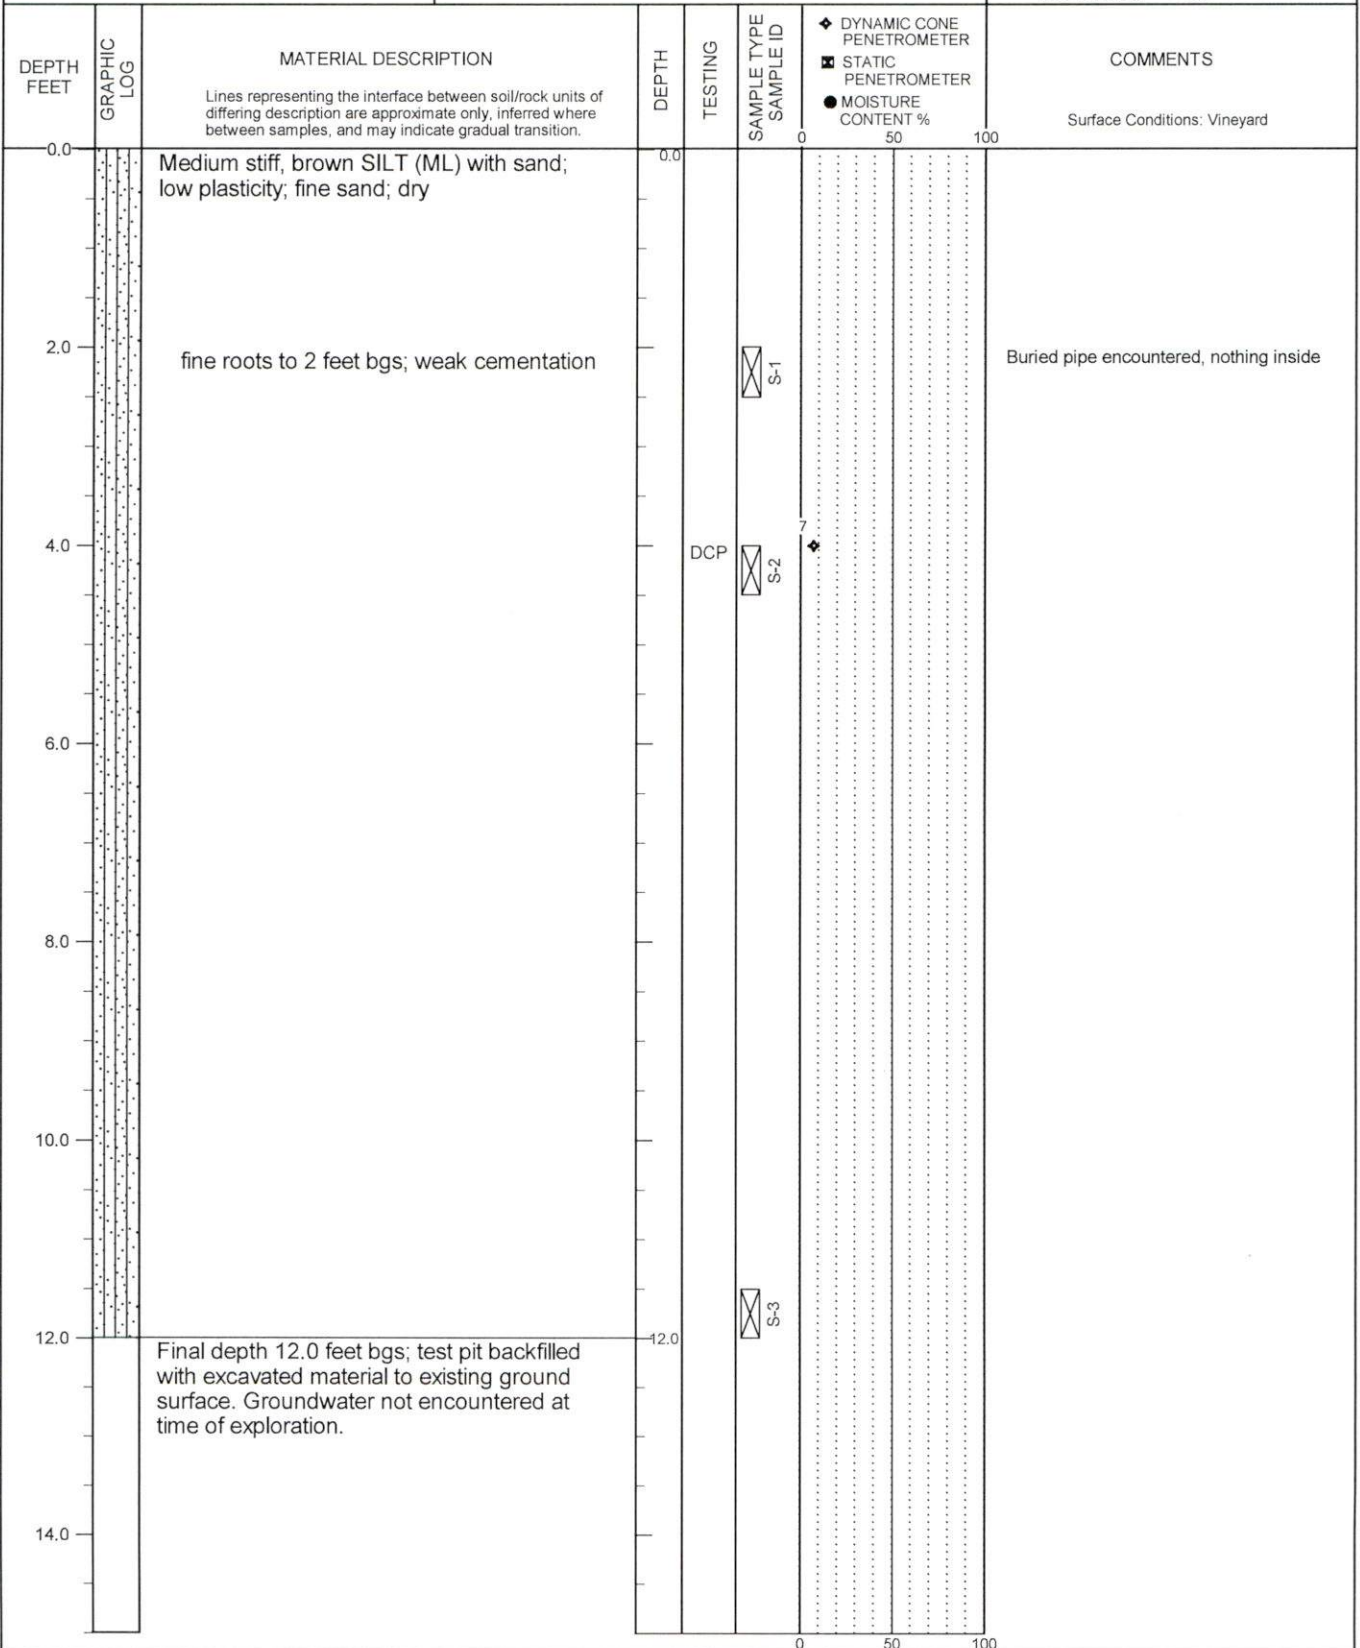 DEPTH
FEET
GRAPHIC
LOG
MATERIAL DESCRIPTION
Lines representing the interface between soil/rock units of
differing description are approximate only, inferred where
between samples, and may indicate gradual transition.
DEPTH
TESTING
SAMPLE TYPE
SAMPLE ID
DYNAMIC CONE
PENETROMETER
STATIC
PENETROMETER
MOISTURE
CONTENT %
0 50 100
COMMENTS
Surface Conditions: Vineyard
0.0
Medium stiff, brown SILT (ML) with sand;
low plasticity; fine sand; dry
0.0
2.0
fine roots to 2 feet bgs; weak cementation
S-1
Buried pipe encountered, nothing inside
7
4.0
DCP
S-2
6.0
8.0
10.0
S-3
12.0
12.0
Final depth 12.0 feet bgs; test pit backfilled
with excavated material to existing ground
surface. Groundwater not encountered at
time of exploration.
14.0
0 50 100